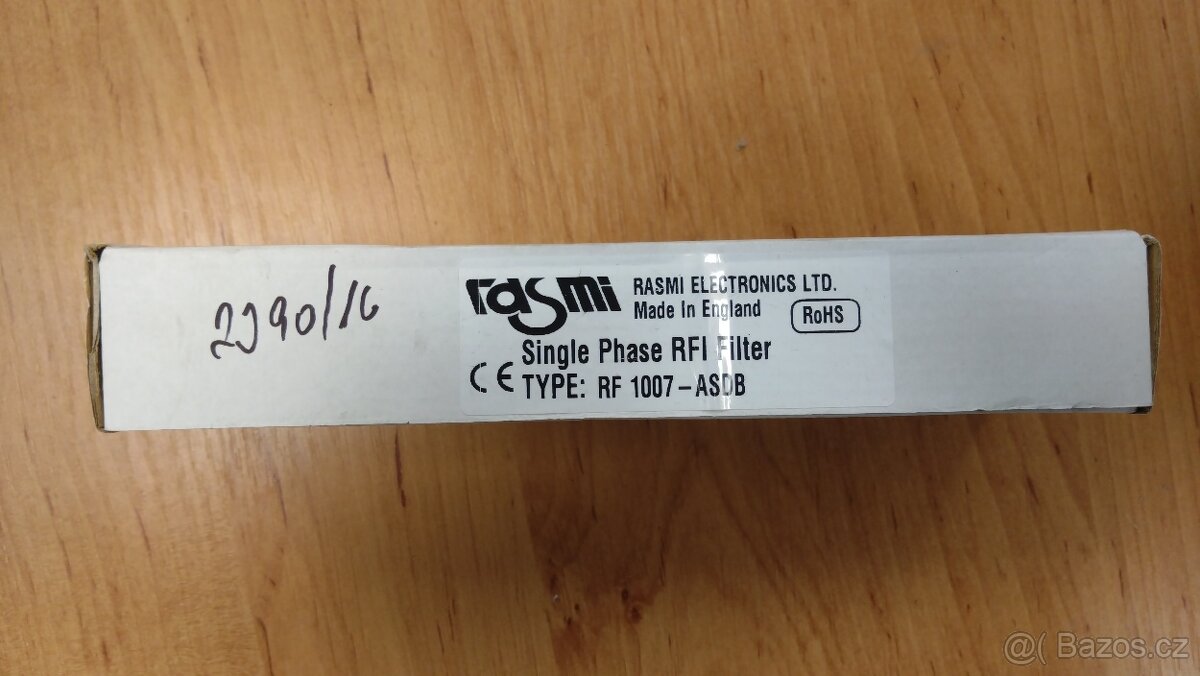 2990/16
rasmi
RASMI ELECTRONICS LTD.
Made In England
RoHS
Single Phase RFI Filter
CE TYPE: RF 1007-ASDB
@( Bazos.cz